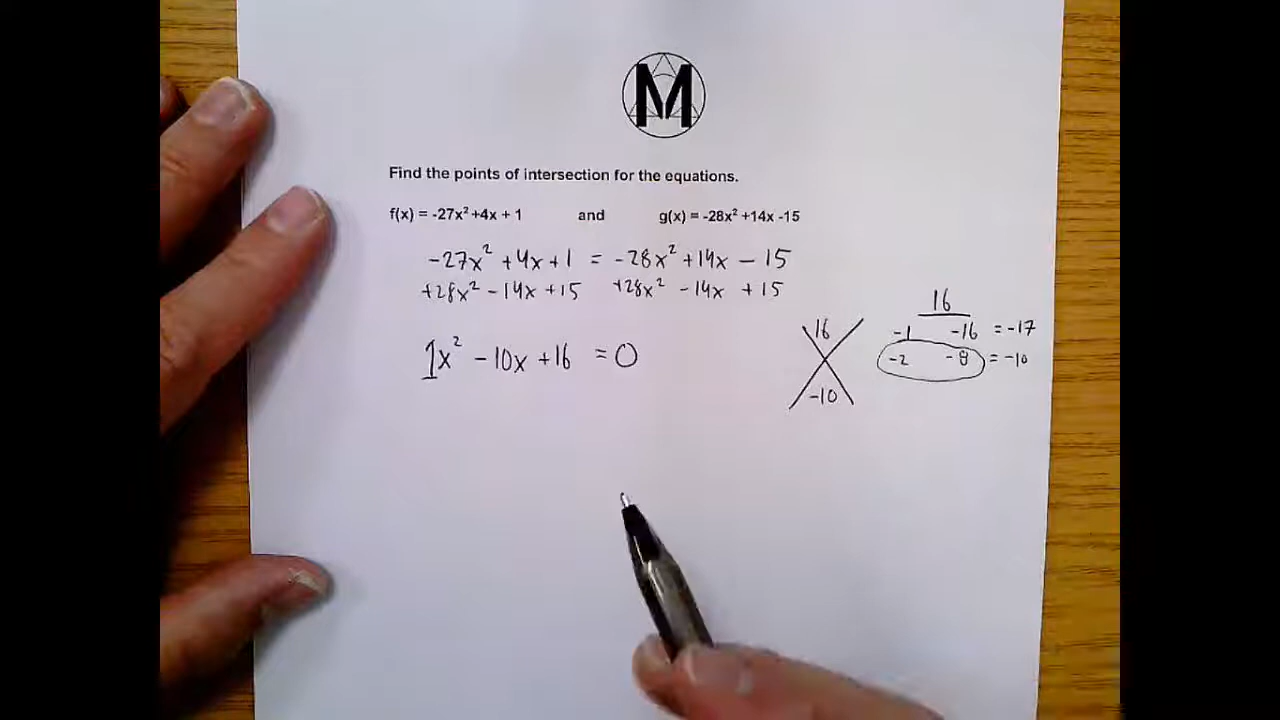 M
Find the points of intersection for the equations.
f(x) = -27x² +4x + 1 and g(x) = -28x² +14x -15
-27x² +4x +1 = -28x² +14x - 15
+28x² -14x +15 +28x² -14x +15
16
16 -1 -16 = -17
1x² -10x +16 = 0 -2 -8 = -10
-10